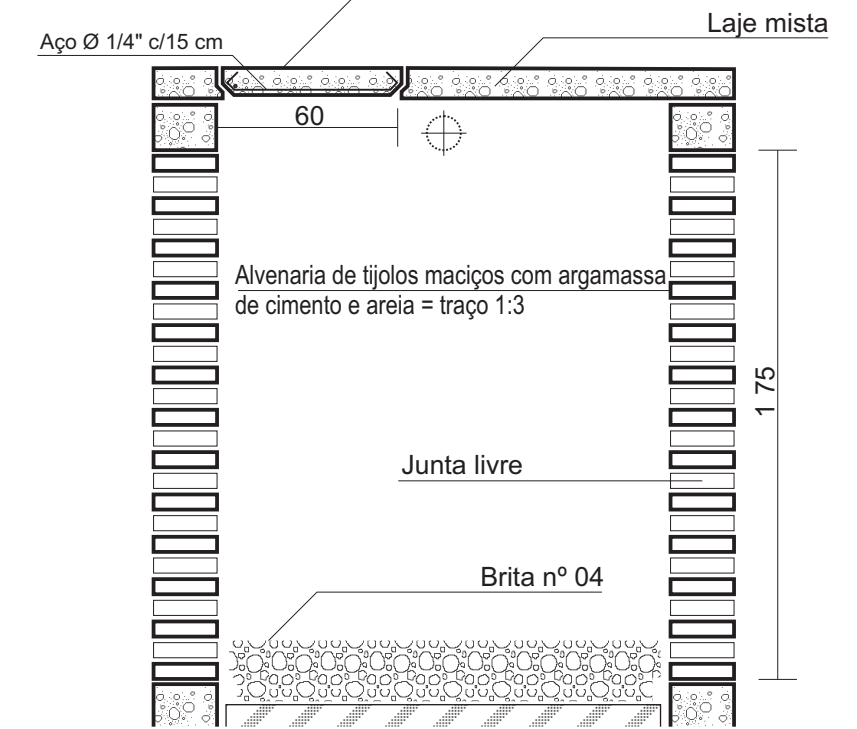 Laje mista
Aço Ø 1/4" c/15 cm
60
Alvenaria de tijolos maciços com argamassa
de cimento e areia = traço 1:3
1 75
Junta livre
Brita nº 04